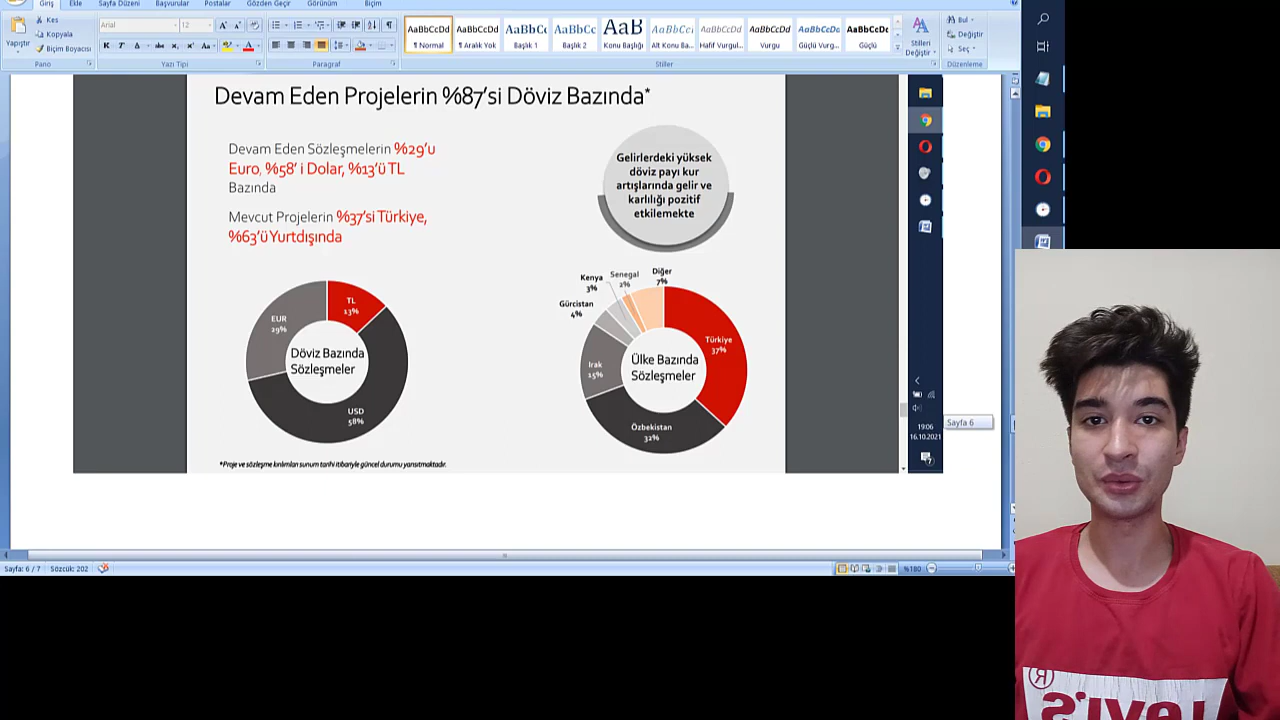 Giriş Ekle Sayfa Düzeni Başvurular Postalar Gözden Geçir Görünüm Biçim
Yapıştır
Kes
Kopyala
Biçim Boyacısı
Pano
Arial 12
Yazı Tipi
Paragraf
AaBbCcDd AaBbCcDd AaBbCc AaBbCc AaB AaBbCc AaBbCcDd AaBbCcDd AaBbCcDd AaBbCcDc
¶ Normal ¶ Aralık Yok Başlık 1 Başlık 2 Konu Başlığı Alt Konu Ba... Hafif Vurgul... Vurgu Güçlü Vurg... Güçlü
Stiller
Stilleri
Değiştir
Bul
Değiştir
Seç
Düzenleme
Devam Eden Projelerin %87'si Döviz Bazında*
Devam Eden Sözleşmelerin %29'u
Euro, %58' i Dolar, %13'ü TL
Bazında
Mevcut Projelerin %37'si Türkiye,
%63'ü Yurtdışında
Gelirlerdeki yüksek
döviz payı kur
artışlarında gelir ve
karlılığı pozitif
etkilemekte
TL
13%
EUR
29%
Döviz Bazında
Sözleşmeler
USD
58%
Kenya
3%
Senegal
2%
Diğer
7%
Gürcistan
4%
Türkiye
37%
Irak
15%
Ülke Bazında
Sözleşmeler
Özbekistan
32%
*Proje ve sözleşme kırılımları sunum tarihi itibariyle güncel durumu yansıtmaktadır.
19:06
16.10.2021
Sayfa 6
Sayfa: 6 / 7 Sözcük: 202
%180
LEVI'S
®